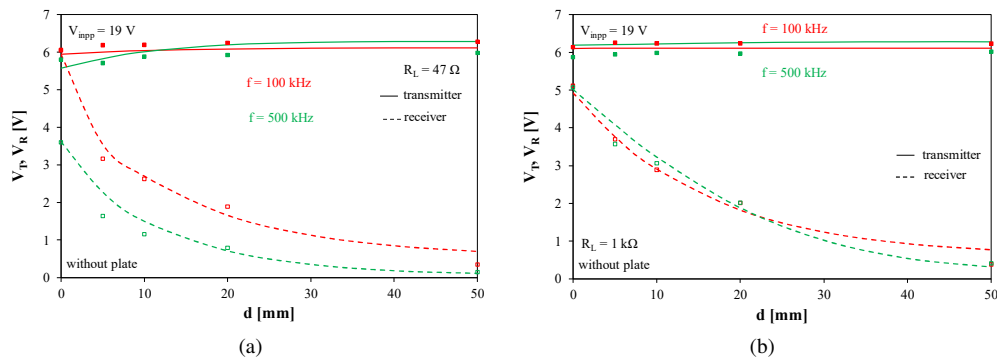 V_inpp = 19 V
R_L = 47 Ω
f = 100 kHz
transmitter
f = 500 kHz
receiver
without plate
V_T, V_R [V]
7
6
5
4
3
2
1
0
0 10 20 30 40 50
d [mm]
(a)
V_inpp = 19 V
f = 100 kHz
f = 500 kHz
transmitter
receiver
R_L = 1 kΩ
without plate
V_T, V_R [V]
7
6
5
4
3
2
1
0
0 10 20 30 40 50
d [mm]
(b)